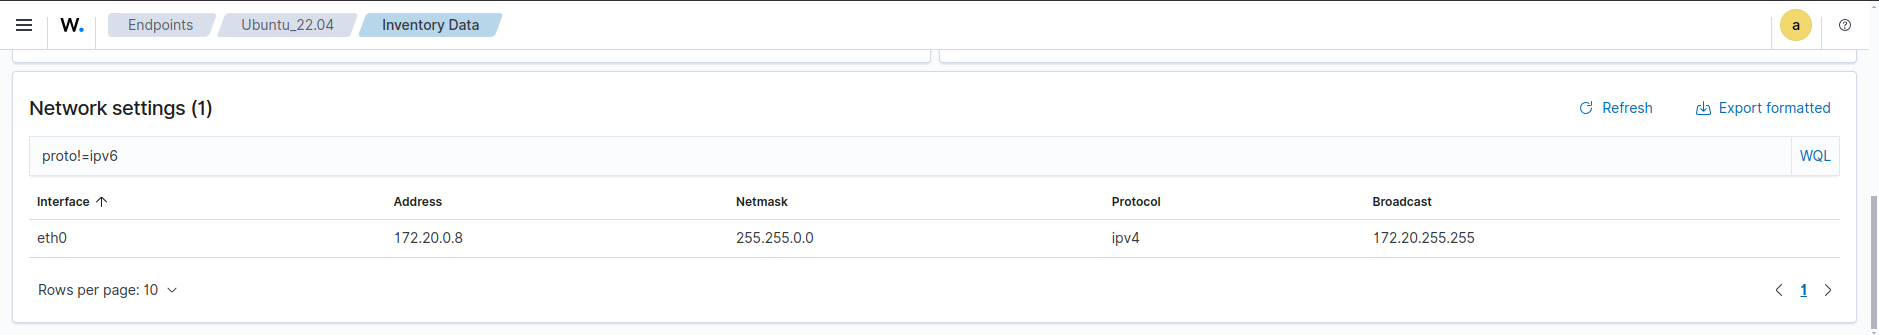 W. Endpoints Ubuntu_22.04 Inventory Data a
Network settings (1) Refresh Export formatted
proto!=ipv6 WQL
Interface Address Netmask Protocol Broadcast
eth0 172.20.0.8 255.255.0.0 ipv4 172.20.255.255
Rows per page: 10 1